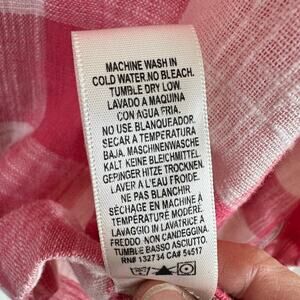 MACHINE WASH IN
COLD WATER.NO BLEACH.
TUMBLE DRY LOW.
LAVADO A MAQUINA
CON AGUA FRIA.
NO USE BLANQUEADOR.
SECAR A TEMPERATURA
BAJA. MASCHINENWASCHE
KALT KEINE BLEICHMITTEL.
GERINGER HITZE TROCKNEN.
LAVER A L'EAU FROIDE.
NE PAS BLANCHIR
SÉCHAGE EN MACHINE À
TEMPÉRATURE MODÉRE.
LAVAGGIO IN LAVATRICE A
FREDDO NON CANDEGGINA.
TUMBLE BASSO ASCIUTTO.
RN# 132734 CA# 54517